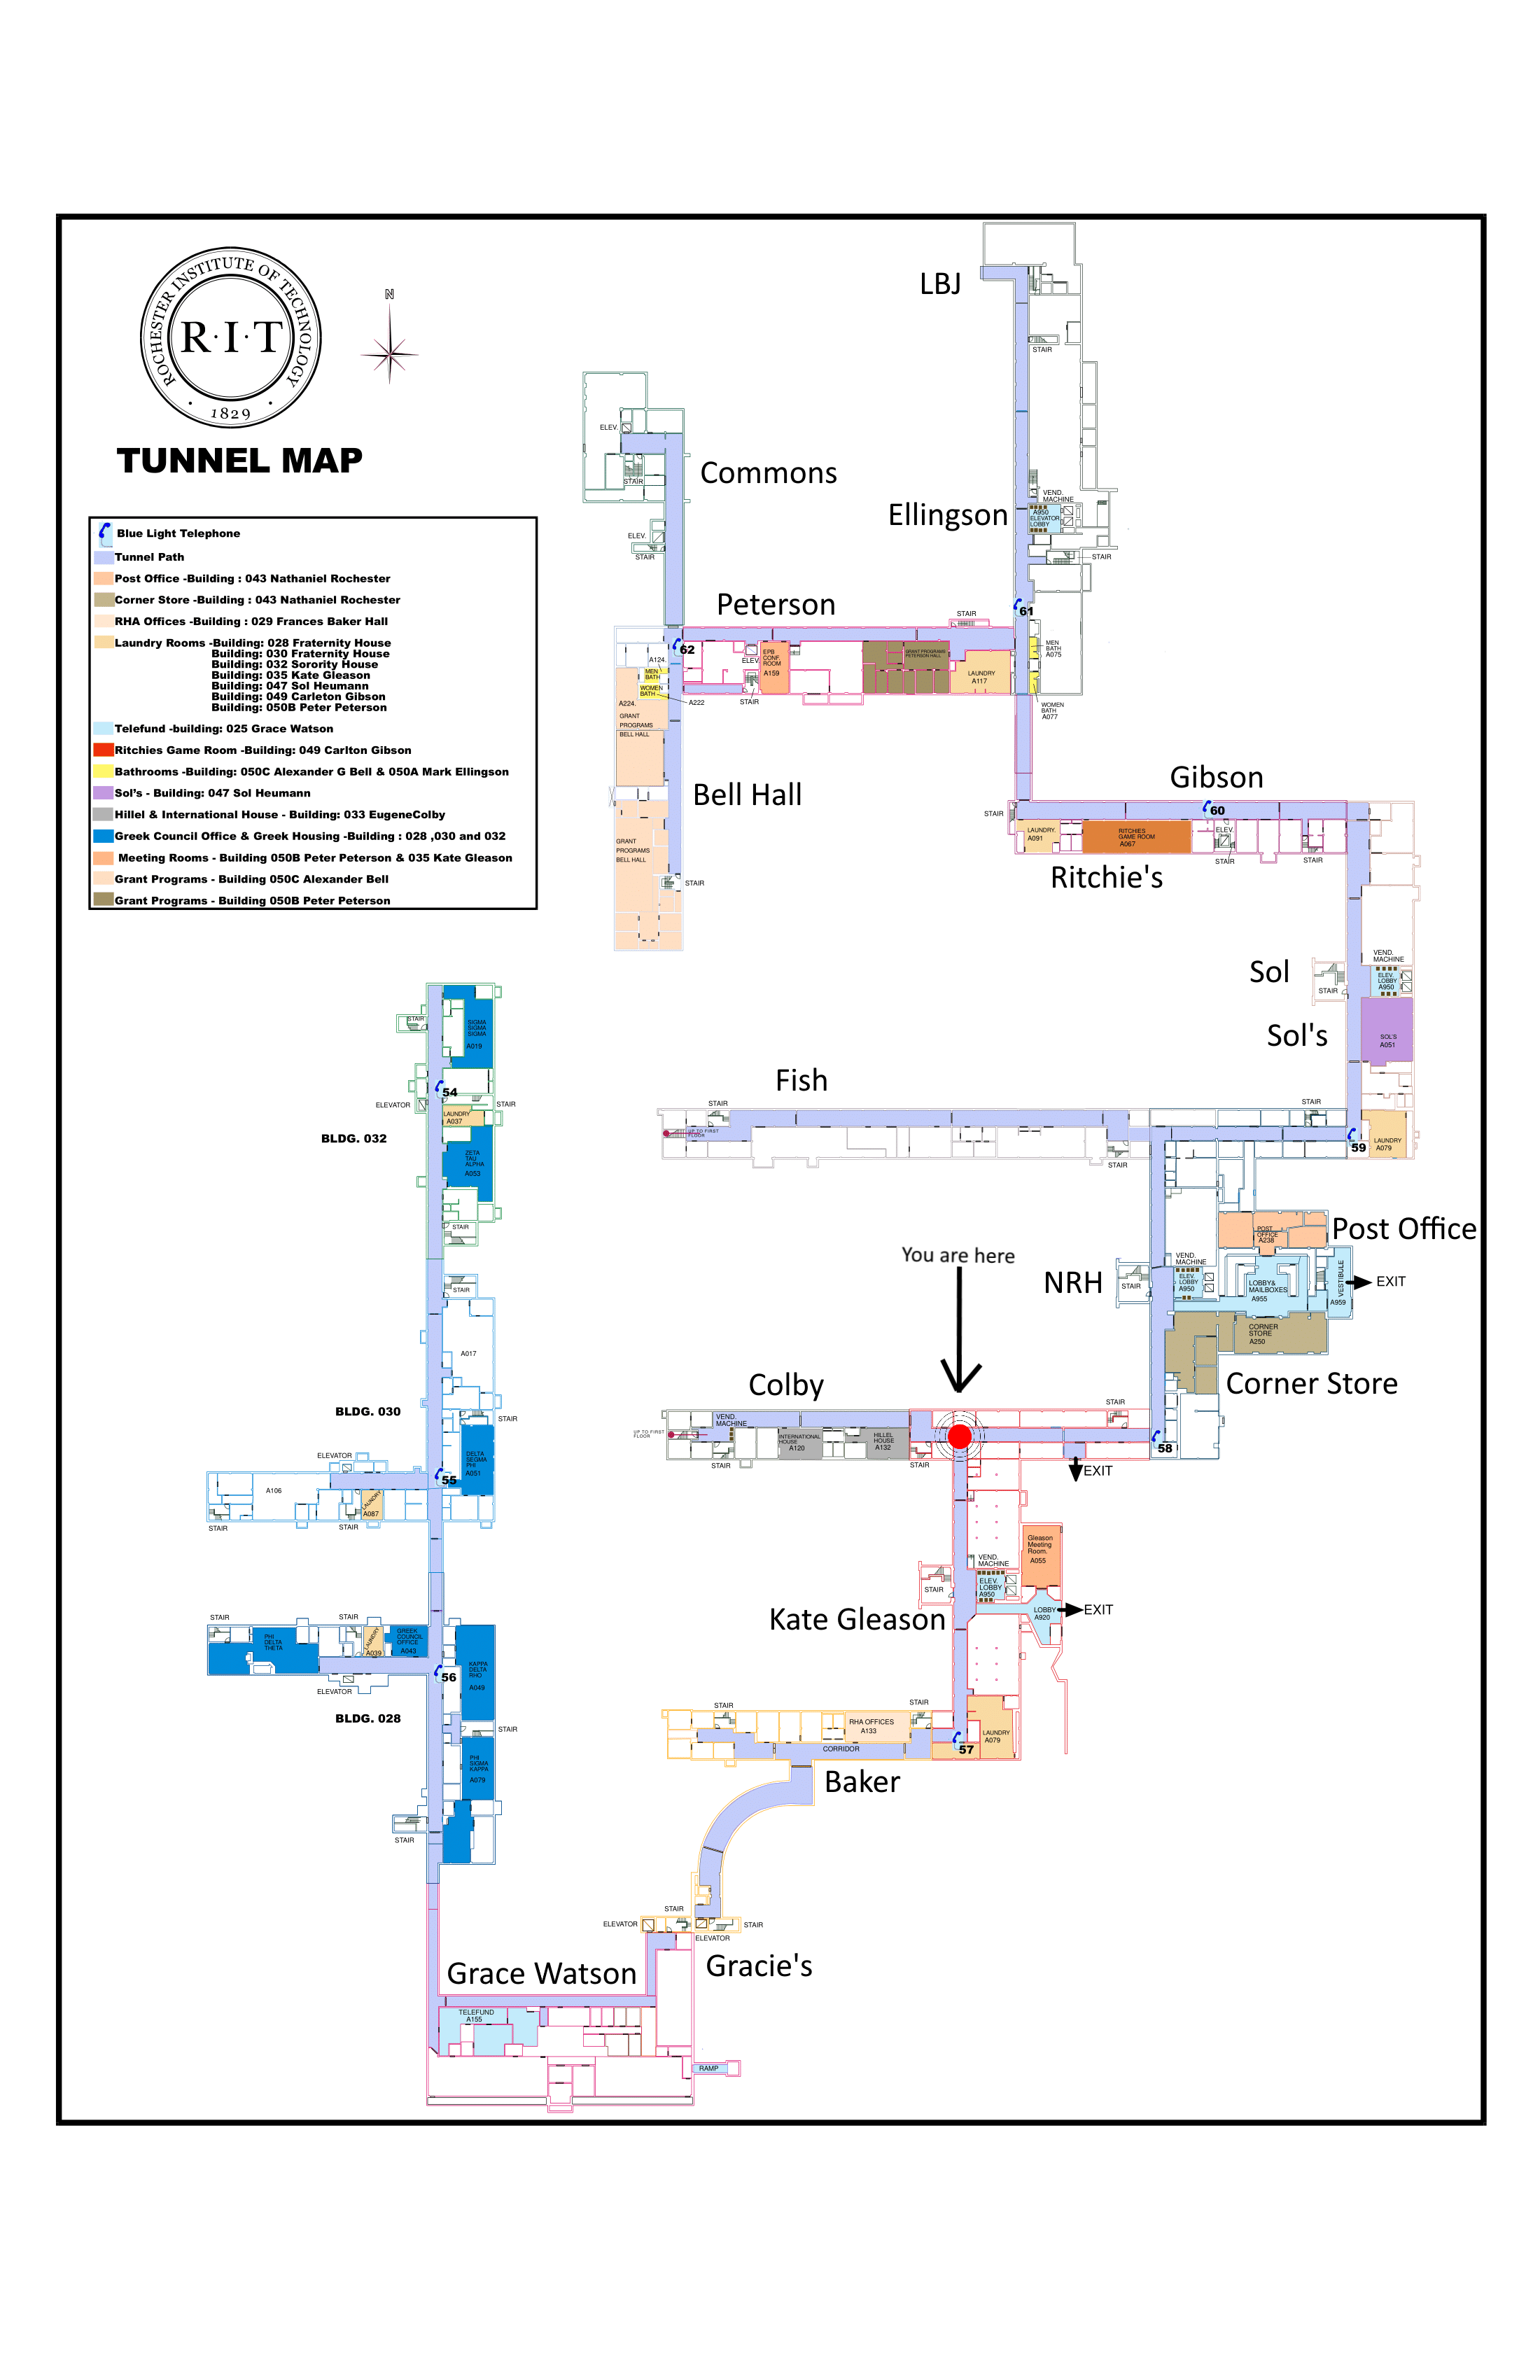 ROCHESTER INSTITUTE OF TECHNOLOGY
R·I·T
· 1829 ·
N
TUNNEL MAP
Blue Light Telephone
Tunnel Path
Post Office -Building : 043 Nathaniel Rochester
Corner Store -Building : 043 Nathaniel Rochester
RHA Offices -Building : 029 Frances Baker Hall
Laundry Rooms -Building: 028 Fraternity House
Building: 030 Fraternity House
Building: 032 Sorority House
Building: 035 Kate Gleason
Building: 047 Sol Heumann
Building: 049 Carleton Gibson
Building: 050B Peter Peterson
Telefund -building: 025 Grace Watson
Ritchies Game Room -Building: 049 Carlton Gibson
Bathrooms -Building: 050C Alexander G Bell & 050A Mark Ellingson
Sol's - Building: 047 Sol Heumann
Hillel & International House - Building: 033 EugeneColby
Greek Council Office & Greek Housing -Building : 028 ,030 and 032
Meeting Rooms - Building 050B Peter Peterson & 035 Kate Gleason
Grant Programs - Building 050C Alexander Bell
Grant Programs - Building 050B Peter Peterson
LBJ
STAIR
ELEV.
STAIR
Commons
ELEV.
STAIR
VEND.
MACHINE
A950
ELEVATOR
LOBBY
Ellingson
STAIR
61
Peterson
STAIR
62
A124.
MEN
BATH
WOMEN
BATH
A222
ELEV.
STAIR
EPB
CONF.
ROOM
A159
GRANT PROGRAMS
PETERSON HALL
LAUNDRY
A117
MEN
BATH
A075
WOMEN
BATH
A077
A224.
GRANT
PROGRAMS
BELL HALL
Bell Hall
GRANT
PROGRAMS
BELL HALL
STAIR
Gibson
60
STAIR
LAUNDRY.
A091
RITCHIES
GAME ROOM
A067
ELEV.
STAIR
STAIR
Ritchie's
VEND.
MACHINE
Sol
STAIR
ELEV.
LOBBY
A950
Sol's
SOL'S
A051
Fish
STAIR
UP TO FIRST
FLOOR
STAIR
STAIR
59
LAUNDRY
A079
Post Office
POST
OFFICE
A238
You are here
NRH
STAIR
VEND.
MACHINE
ELEV.
LOBBY
A950
LOBBY&
MAILBOXES
A955
VESTIBULE
A959
EXIT
CORNER
STORE
A250
Corner Store
Colby
VEND.
MACHINE
UP TO FIRST
FLOOR
STAIR
INTERNATIONAL
HOUSE
A120
HILLEL
HOUSE
A132
STAIR
STAIR
58
EXIT
Gleason
Meeting
Room.
A055
VEND.
MACHINE
STAIR
ELEV.
LOBBY
A950
LOBBY
A920
EXIT
Kate Gleason
STAIR
STAIR
RHA OFFICES
A133
CORRIDOR
57
LAUNDRY
A079
Baker
STAIR
ELEVATOR
STAIR
ELEVATOR
Gracie's
Grace Watson
TELEFUND
A155
RAMP
STAIR
SIGMA
SIGMA
SIGMA
A019
54
ELEVATOR
STAIR
LAUNDRY
A037
BLDG. 032
ZETA
TAU
ALPHA
A053
STAIR
STAIR
A017
BLDG. 030
STAIR
ELEVATOR
DELTA
SEGMA
PHI
A051
55
A106
LAUNDRY
A087
STAIR
STAIR
STAIR
STAIR
PHI
DELTA
THETA
LAUNDRY
A039
GREEK
COUNCIL
OFFICE
A043
56
KAPPA
DELTA
RHO
A049
ELEVATOR
BLDG. 028
STAIR
PHI
SIGMA
KAPPA
A079
STAIR